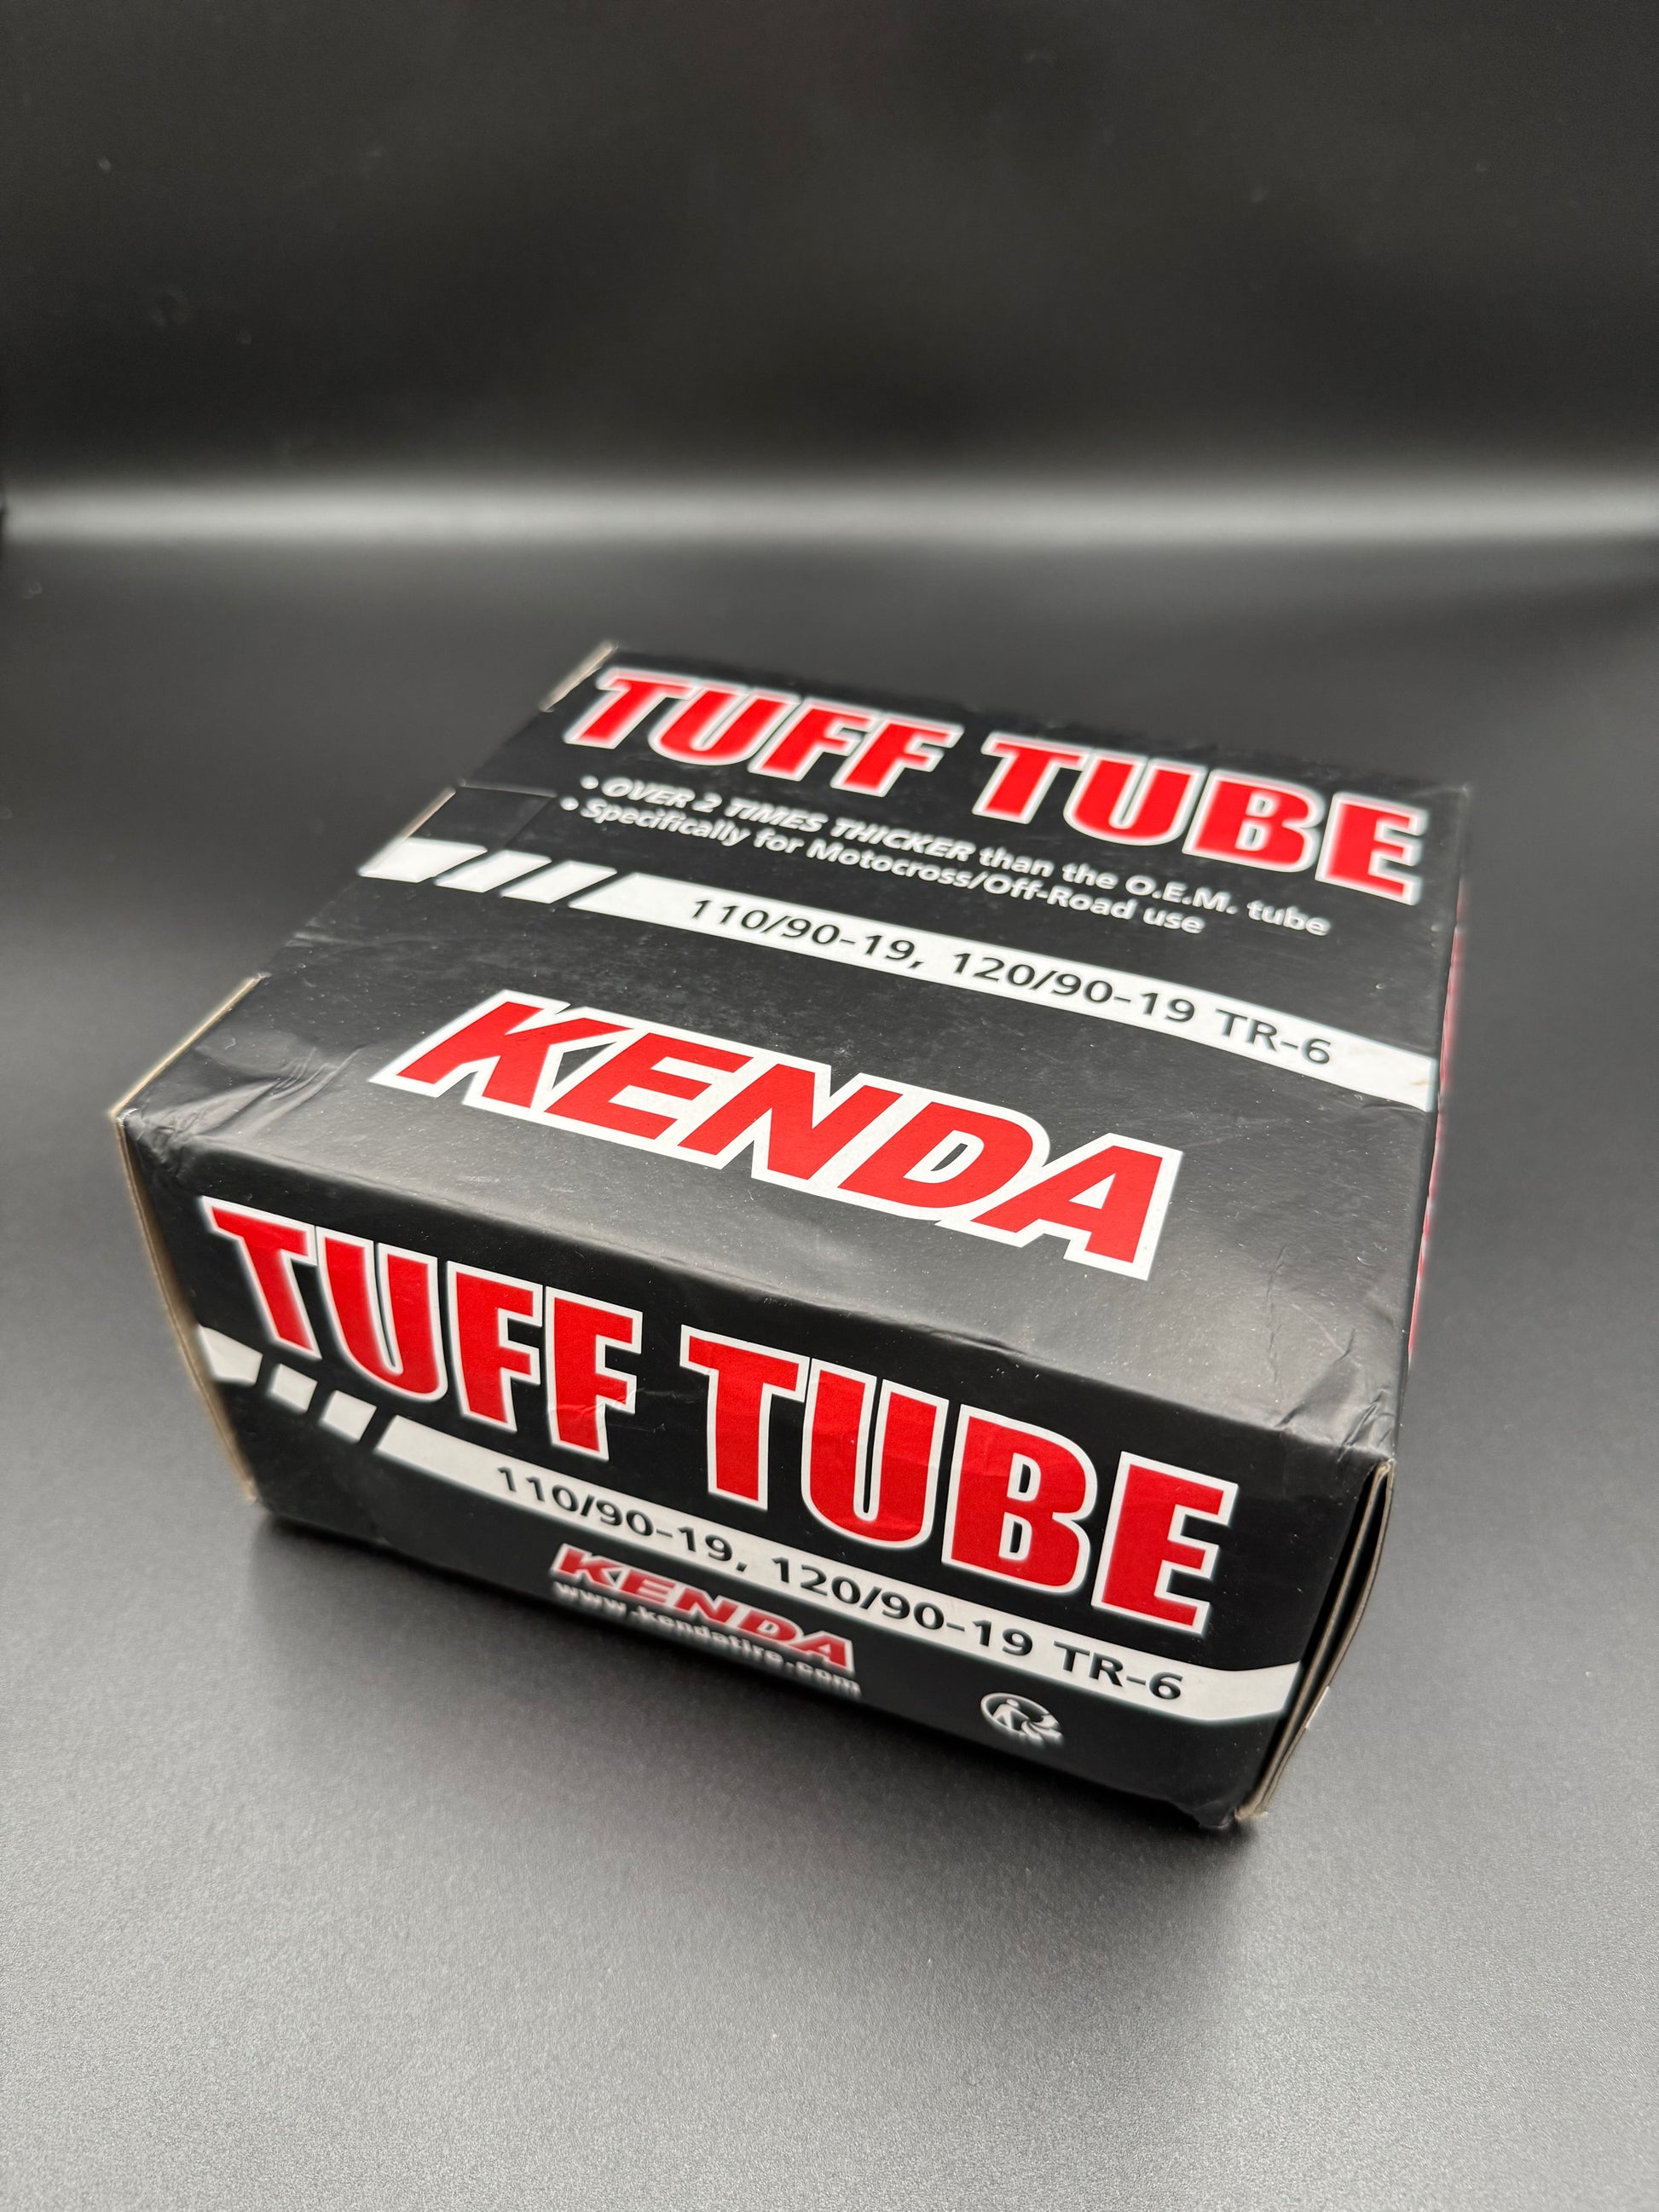 TUFF TUBE
• OVER 2 TIMES THICKER than the O.E.M. tube
• Specifically for Motocross/Off-Road use
110/90-19, 120/90-19 TR-6
KENDA
TUFF TUBE
110/90-19, 120/90-19 TR-6
KENDA
www.kendatire.com